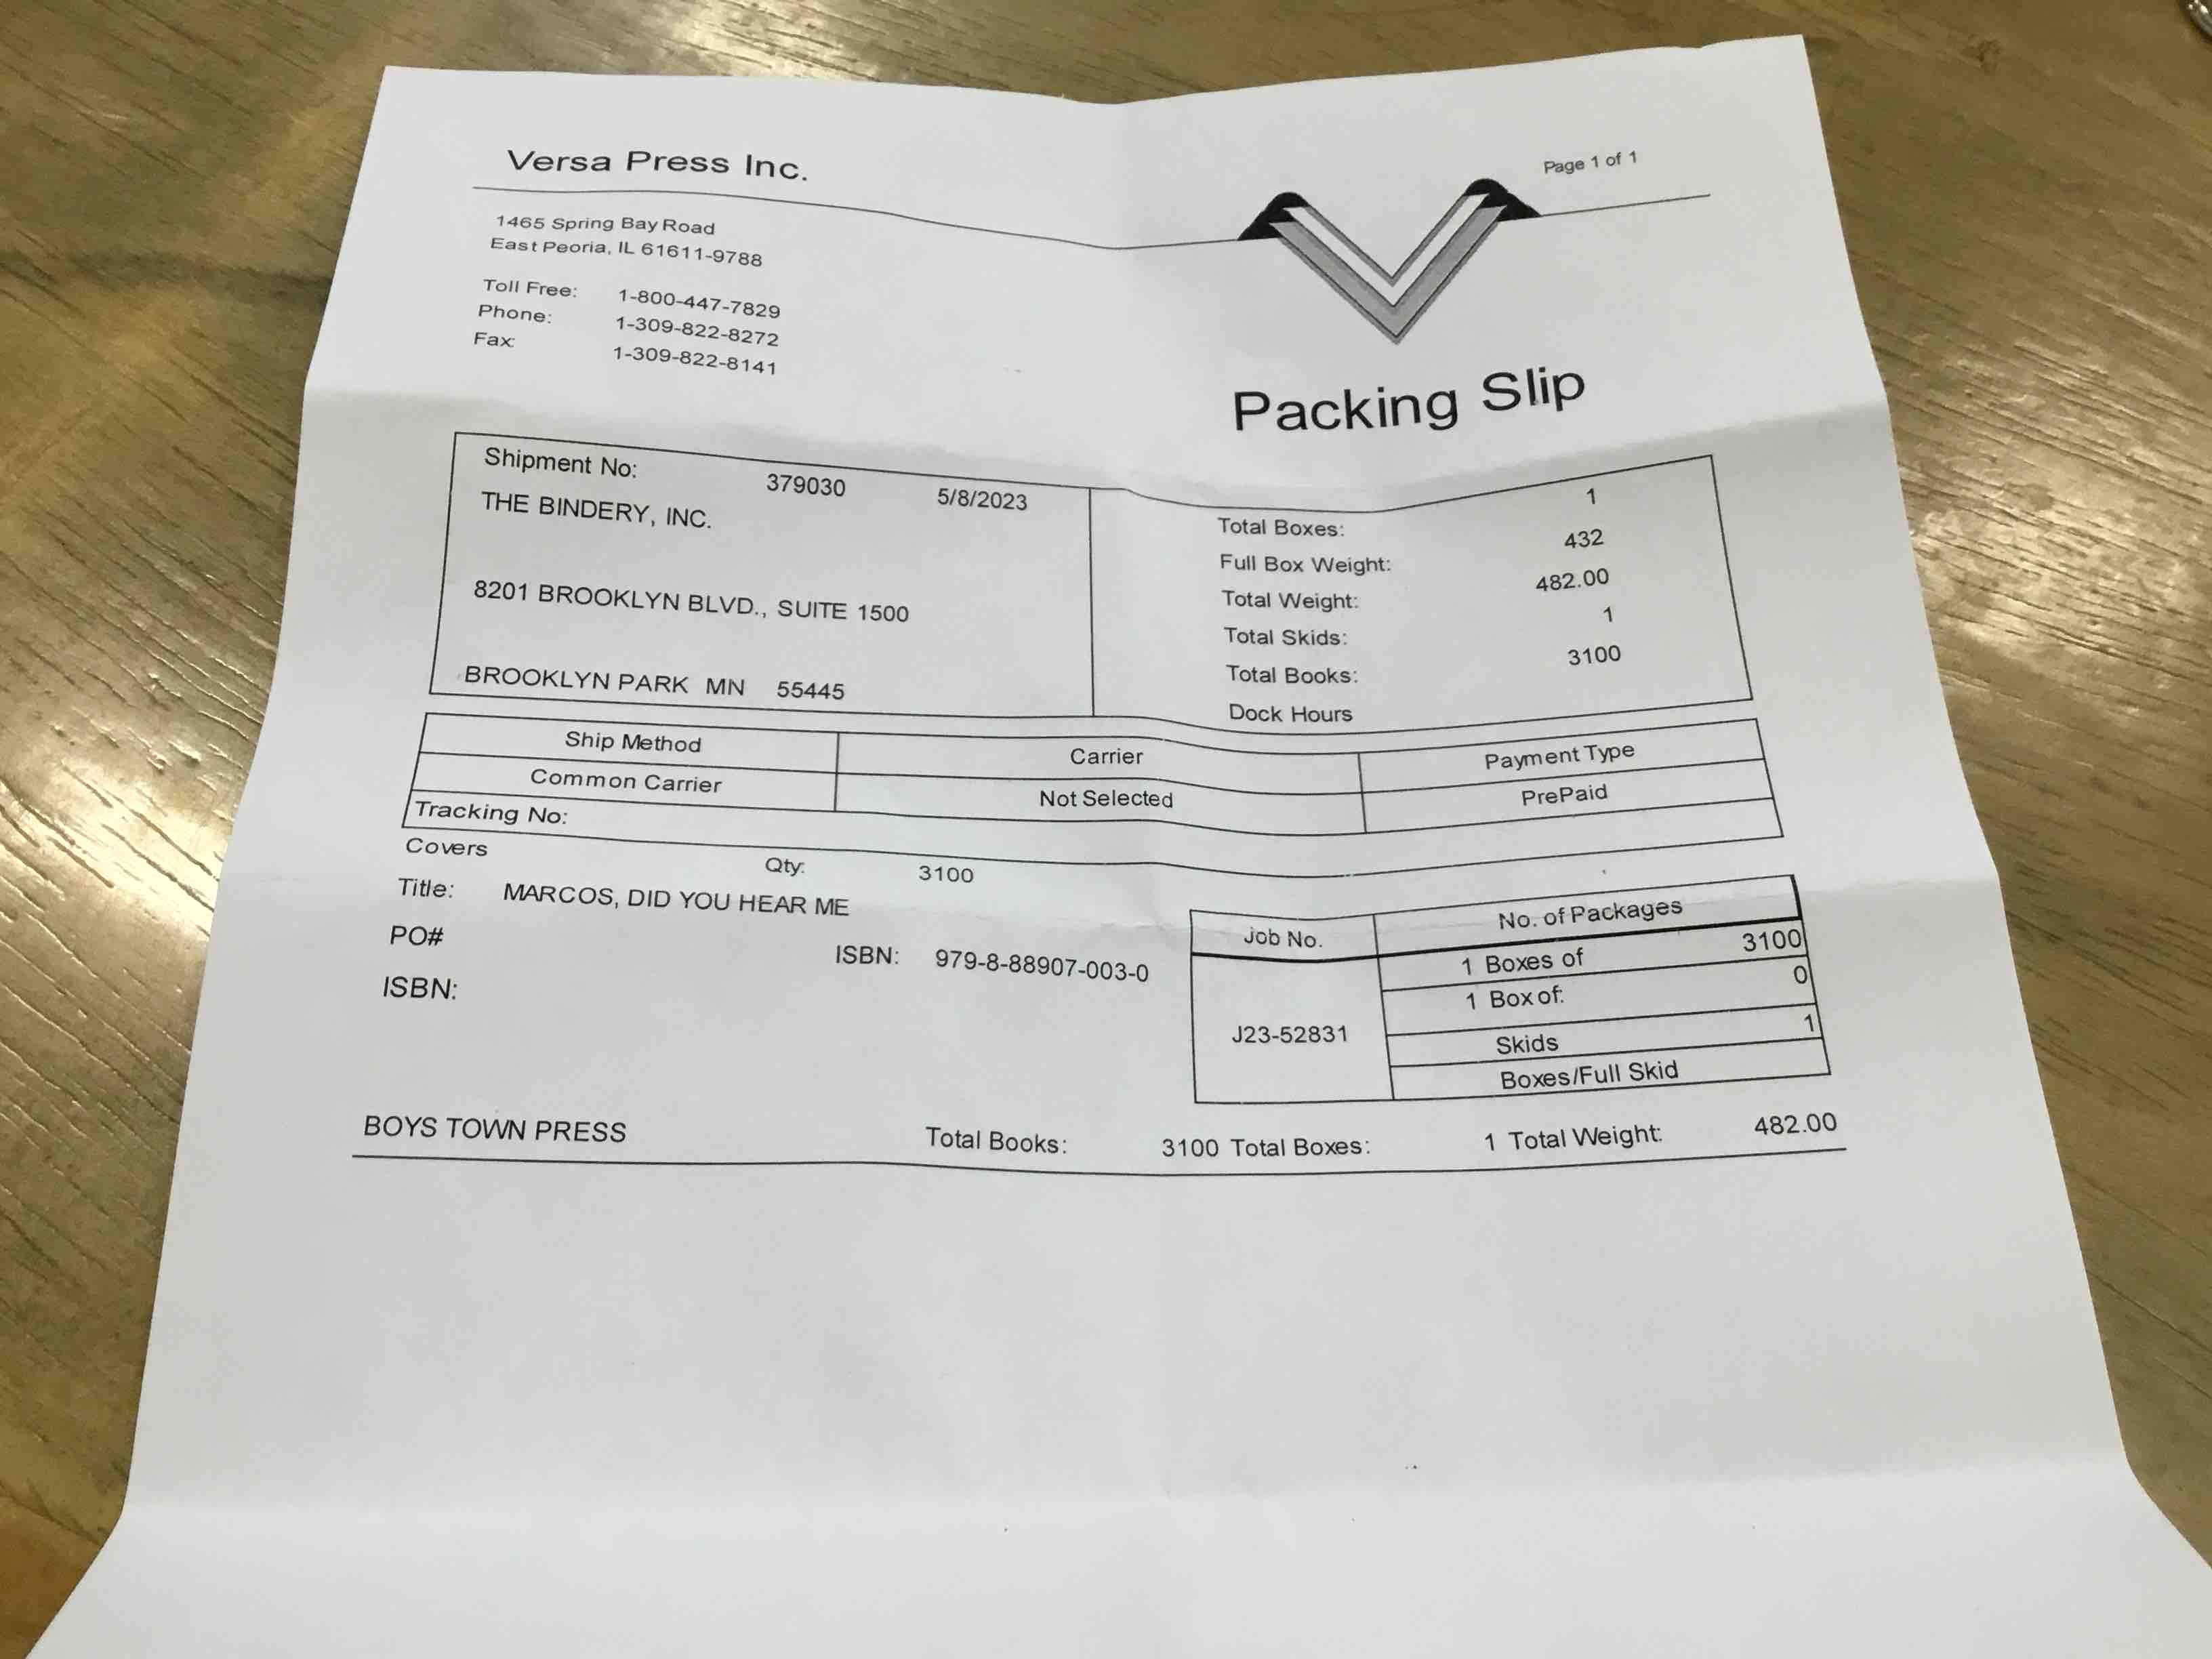 Versa Press Inc.
Page 1 of 1
1465 Spring Bay Road
East Peoria, IL 61611-9788
Toll Free: 1-800-447-7829
Phone: 1-309-822-8272
Fax: 1-309-822-8141
Packing Slip
Shipment No: 379030 5/8/2023
THE BINDERY, INC.
8201 BROOKLYN BLVD., SUITE 1500
BROOKLYN PARK MN 55445
Total Boxes: 1
Full Box Weight: 432
Total Weight: 482.00
Total Skids: 1
Total Books: 3100
Dock Hours
Ship Method Carrier Payment Type
Common Carrier Not Selected PrePaid
Tracking No:
Covers Qty: 3100
Title: MARCOS, DID YOU HEAR ME
PO# ISBN: 979-8-88907-003-0
ISBN:
Job No. No. of Packages
J23-52831
1 Boxes of 3100
1 Box of: 0
Skids 1
Boxes/Full Skid
BOYS TOWN PRESS Total Books: 3100 Total Boxes: 1 Total Weight: 482.00